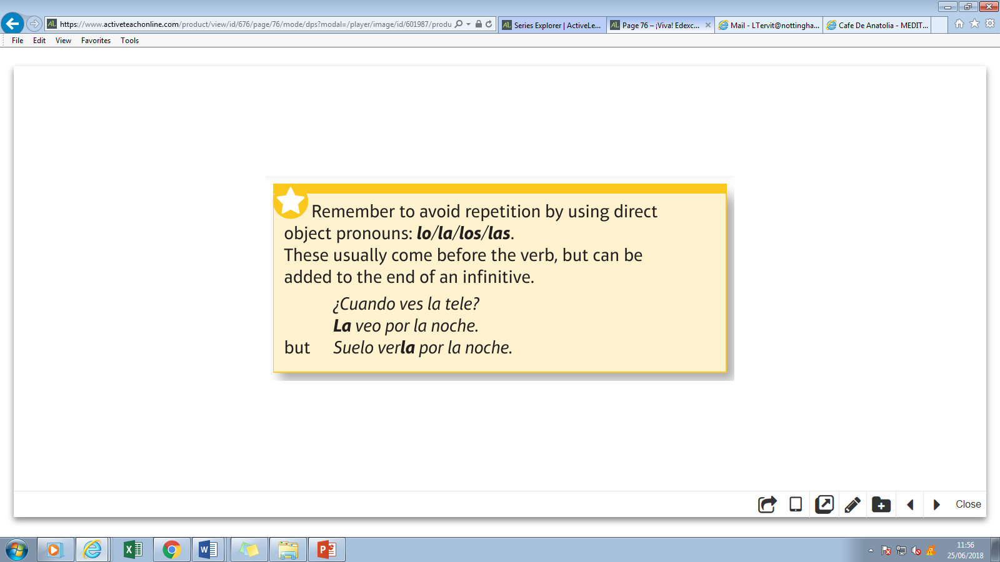 https://www.activeteachonline.com/product/view/id/676/page/76/mode/dps?modal=/player/image/id/601987/produ
Series Explorer | ActiveLe...
Page 76 – ¡Viva! Edexc...
Mail - LTervit@nottingha...
Cafe De Anatolia - MEDIT...
File Edit View Favorites Tools
Remember to avoid repetition by using direct
object pronouns: lo/la/los/las.
These usually come before the verb, but can be
added to the end of an infinitive.
¿Cuando ves la tele?
La veo por la noche.
but Suelo verla por la noche.
Close
11:56
25/06/2018